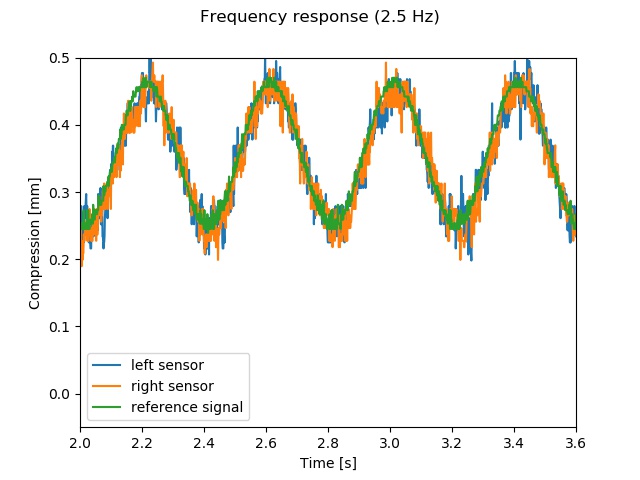 Frequency response (2.5 Hz)
0.5
0.4
0.3
0.2
0.1
0.0
Compression [mm]
left sensor
right sensor
reference signal
2.0 2.2 2.4 2.6 2.8 3.0 3.2 3.4 3.6
Time [s]